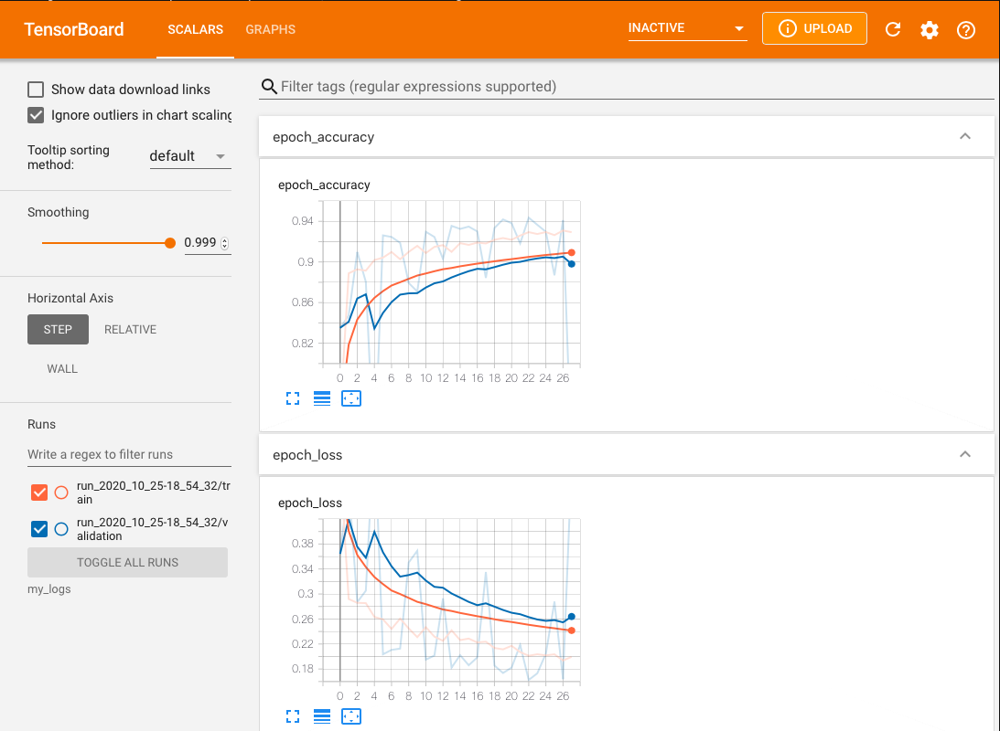 TensorBoard SCALARS GRAPHS INACTIVE UPLOAD
Show data download links
Ignore outliers in chart scaling
Tooltip sorting
method:
default
Smoothing
0.999
Horizontal Axis
STEP RELATIVE
WALL
Runs
Write a regex to filter runs
run_2020_10_25-18_54_32/tr
ain
run_2020_10_25-18_54_32/v
alidation
TOGGLE ALL RUNS
my_logs
Filter tags (regular expressions supported)
epoch_accuracy
epoch_accuracy
0.94
0.9
0.86
0.82
0 2 4 6 8 10 12 14 16 18 20 22 24 26
epoch_loss
epoch_loss
0.38
0.34
0.3
0.26
0.22
0.18
0 2 4 6 8 10 12 14 16 18 20 22 24 26